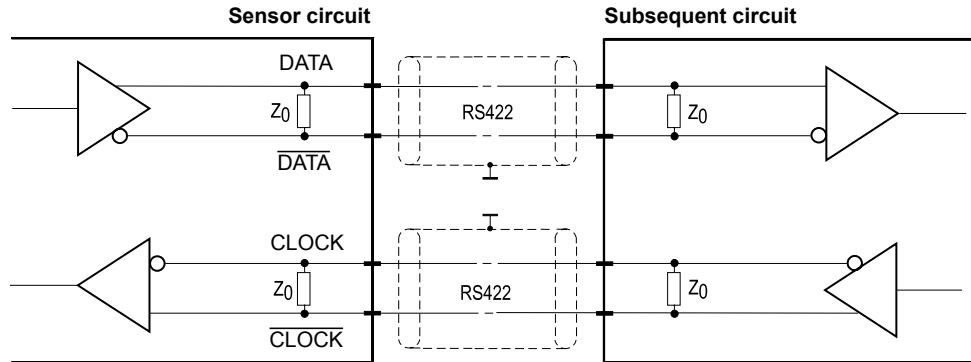 Sensor circuit
Subsequent circuit
DATA
Z0
RS422
Z0
DATA
CLOCK
Z0
RS422
Z0
CLOCK